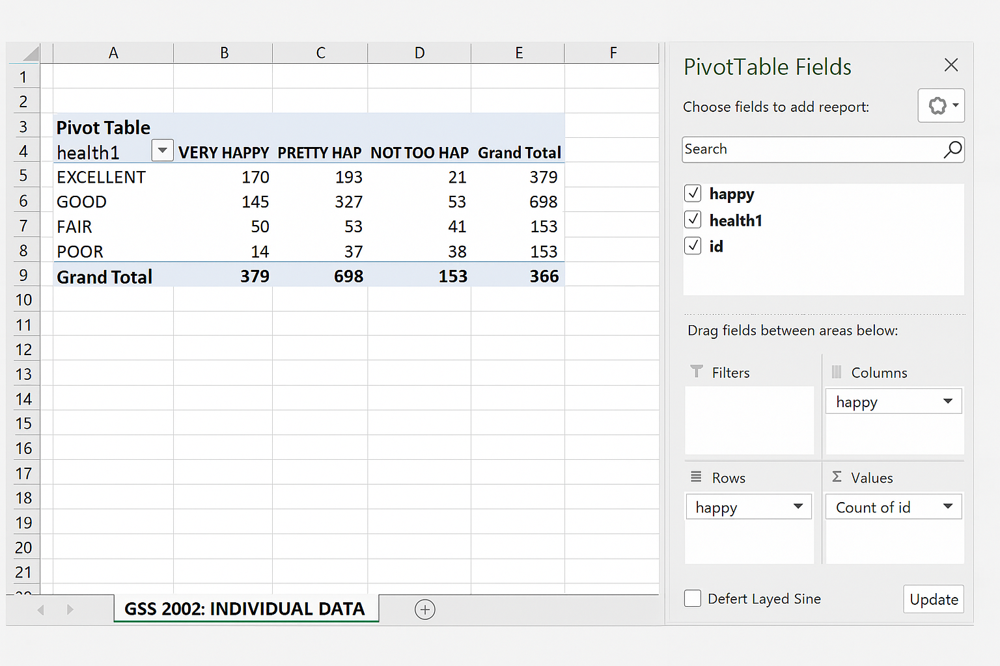 A B C D E F
1
2
3 Pivot Table
4 health1 VERY HAPPY PRETTY HAP NOT TOO HAP Grand Total
5 EXCELLENT 170 193 21 379
6 GOOD 145 327 53 698
7 FAIR 50 53 41 153
8 POOR 14 37 38 153
9 Grand Total 379 698 153 366
10
11
12
13
14
15
16
17
18
19
20
21
GSS 2002: INDIVIDUAL DATA
PivotTable Fields
Choose fields to add reeport:
Search
happy
health1
id
Drag fields between areas below:
Filters
Columns
happy
Rows
Σ Values
happy
Count of id
Defert Layed Sine
Update